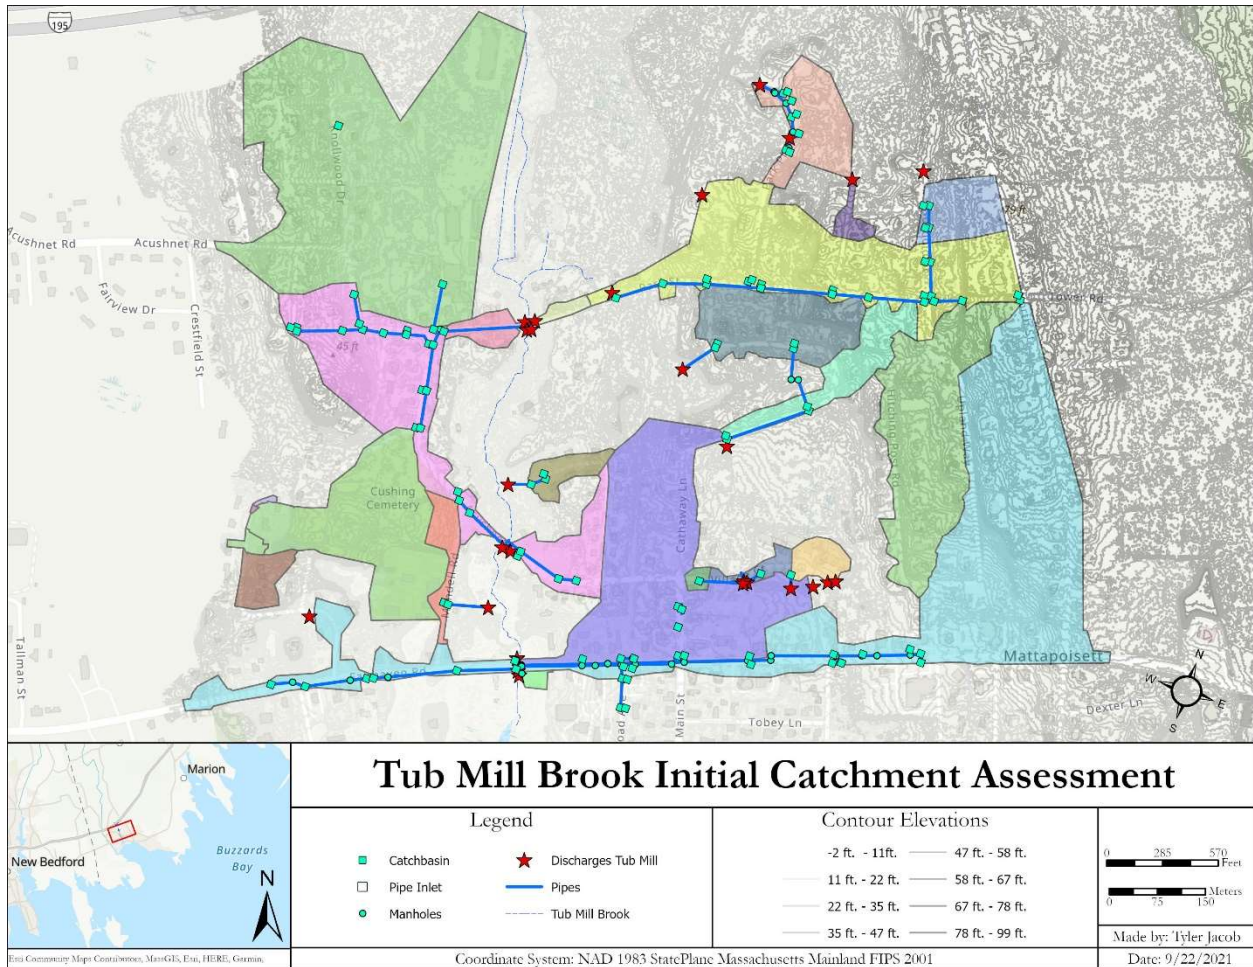 195
Knollwood Dr
Acushnet Rd
Acushnet Rd
Fairview Dr
Crestfield St
45 ft
Tower Rd
Cushing
Cemetery
Cathaway Ln
Tallman St
Mattapoisett
Main St
Tobey Ln
Dexter Ln
N
W
E
S
Marion
New Bedford
Buzzards
Bay
N
Esri Community Maps Contributors, MassGIS, Esri, HERE, Garmin,
Tub Mill Brook Initial Catchment Assessment
Legend
Catchbasin
Discharges Tub Mill
Pipe Inlet
Pipes
Manholes
Tub Mill Brook
Contour Elevations
-2 ft. - 11ft.
47 ft. - 58 ft.
11 ft. - 22 ft.
58 ft. - 67 ft.
22 ft. - 35 ft.
67 ft. - 78 ft.
35 ft. - 47 ft.
78 ft. - 99 ft.
0 285 570
Feet
Meters
0 75 150
Made by: Tyler Jacob
Coordinate System: NAD 1983 StatePlane Massachusetts Mainland FIPS 2001
Date: 9/22/2021